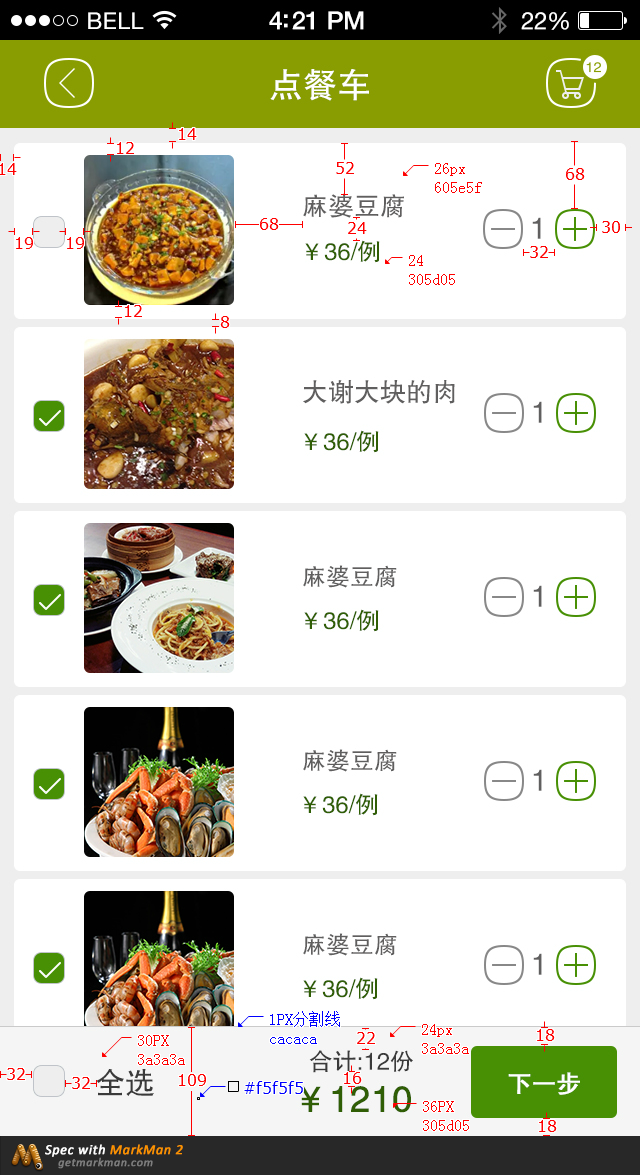 BELL 4:21 PM 22%
点餐车 12
14
12
14
52
26px
605e5f
68
麻婆豆腐
68
24
1
30
19 19
¥36/例
32
24
305d05
12
8
大谢大块的肉
1
¥36/例
麻婆豆腐
1
¥36/例
麻婆豆腐
1
¥36/例
麻婆豆腐
1
¥36/例
1PX分割线
cacaca
24px
3a3a3a
30PX
3a3a3a
22
18
合计:12份
32 32
全选
109
16
#f5f5f5
¥1210
下一步
36PX
305d05
18
Spec with MarkMan 2
getmarkman.com